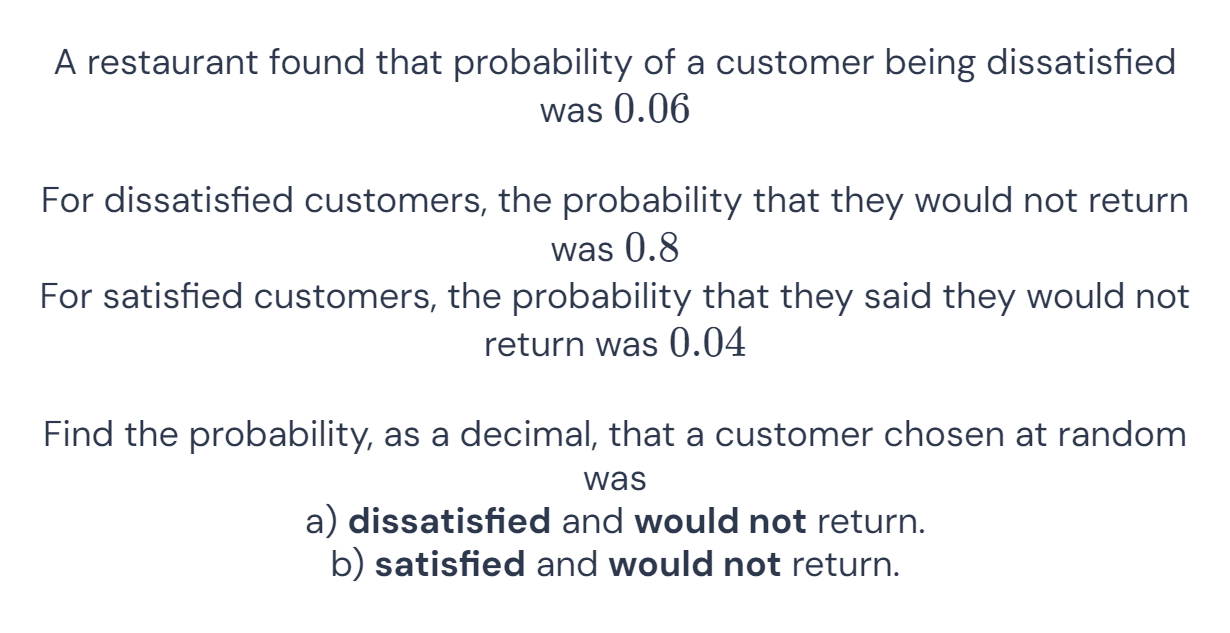 A restaurant found that probability of a customer being dissatisfied
was 0.06
For dissatisfied customers, the probability that they would not return
was 0.8
For satisfied customers, the probability that they said they would not
return was 0.04
Find the probability, as a decimal, that a customer chosen at random
was
a) dissatisfied and would not return.
b) satisfied and would not return.